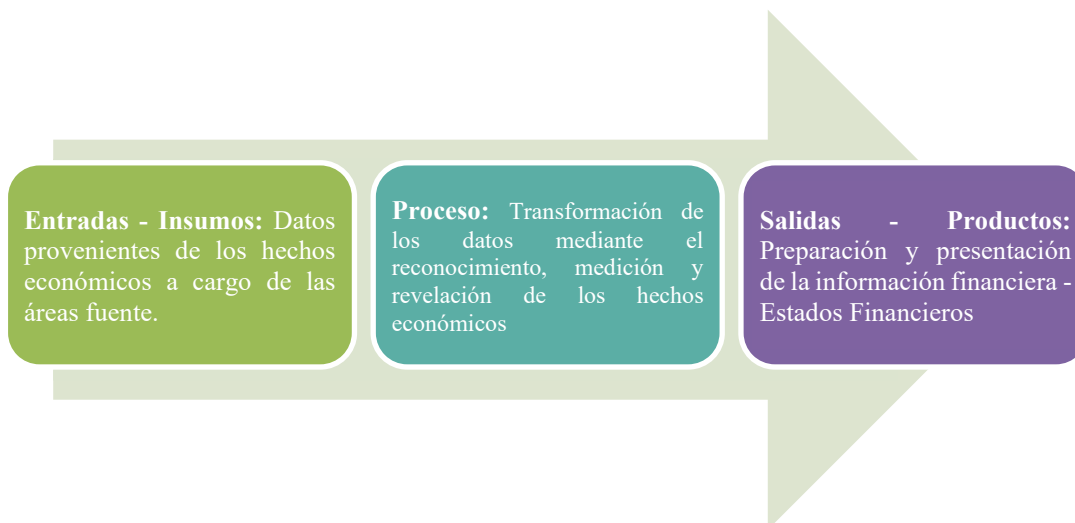 Entradas - Insumos: Datos
provenientes de los hechos
económicos a cargo de las
áreas fuente.
Proceso: Transformación de
los datos mediante el
reconocimiento, medición y
revelación de los hechos
económicos
Salidas - Productos:
Preparación y presentación
de la información financiera -
Estados Financieros